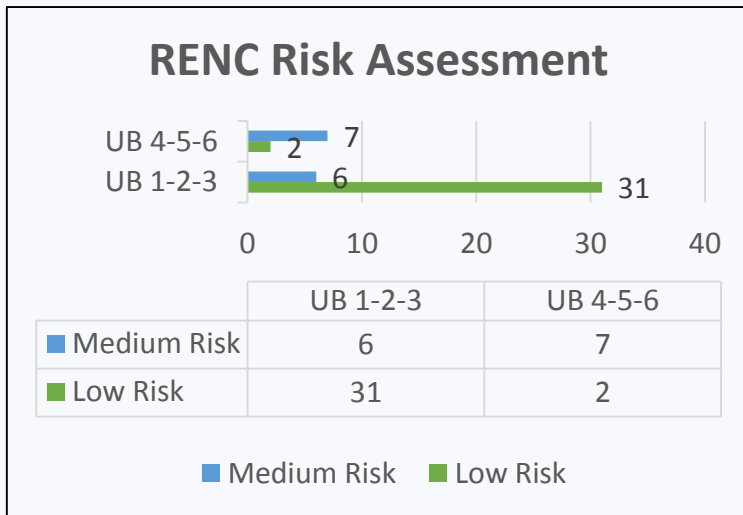 RENC Risk Assessment
UB 4-5-6
7
2
UB 1-2-3
6
31
0 10 20 30 40
UB 1-2-3 UB 4-5-6
Medium Risk 6 7
Low Risk 31 2
Medium Risk Low Risk